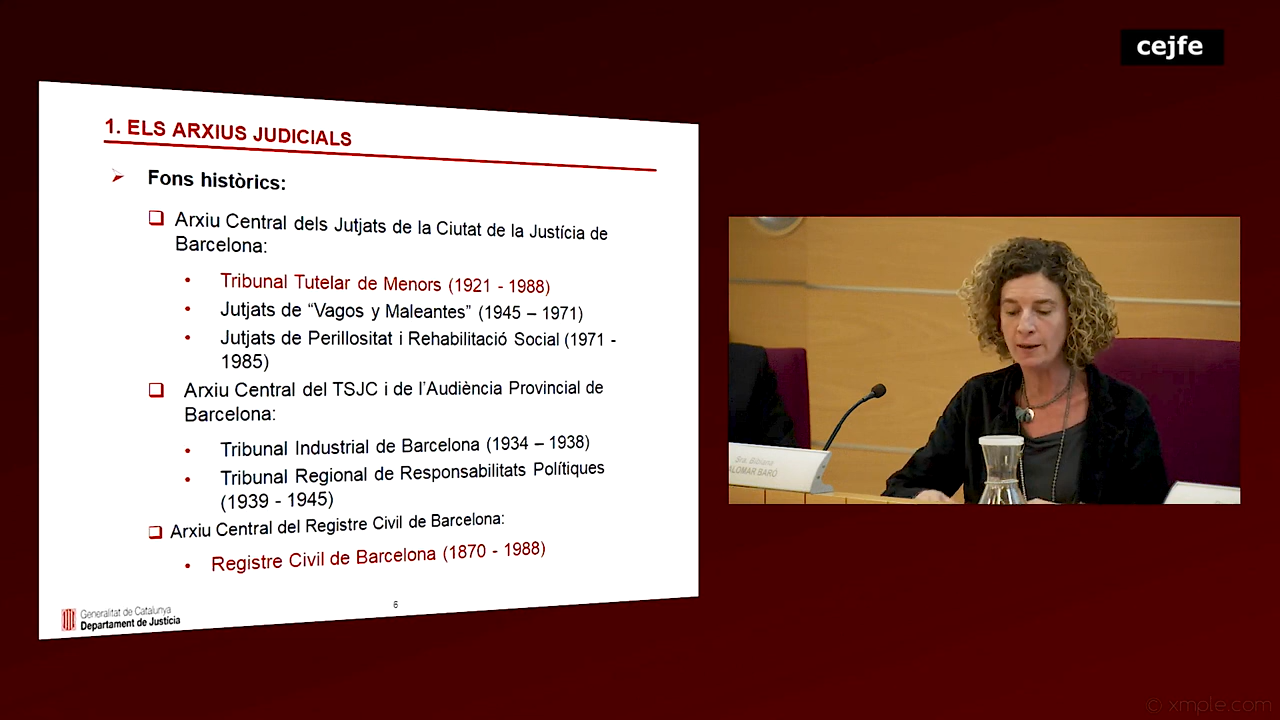 cejfe
1. ELS ARXIUS JUDICIALS
Fons històrics:
Arxiu Central dels Jutjats de la Ciutat de la Justícia de
Barcelona:
Tribunal Tutelar de Menors (1921 - 1988)
Jutjats de “Vagos y Maleantes” (1945 – 1971)
Jutjats de Perillositat i Rehabilitació Social (1971 -
1985)
Arxiu Central del TSJC i de l’Audiència Provincial de
Barcelona:
Tribunal Industrial de Barcelona (1934 – 1938)
Tribunal Regional de Responsabilitats Polítiques
(1939 - 1945)
Arxiu Central del Registre Civil de Barcelona:
Registre Civil de Barcelona (1870 - 1988)
6
Generalitat de Catalunya
Departament de Justícia
Sra. Bibiana
ALOMAR BARÓ
© xmple.com